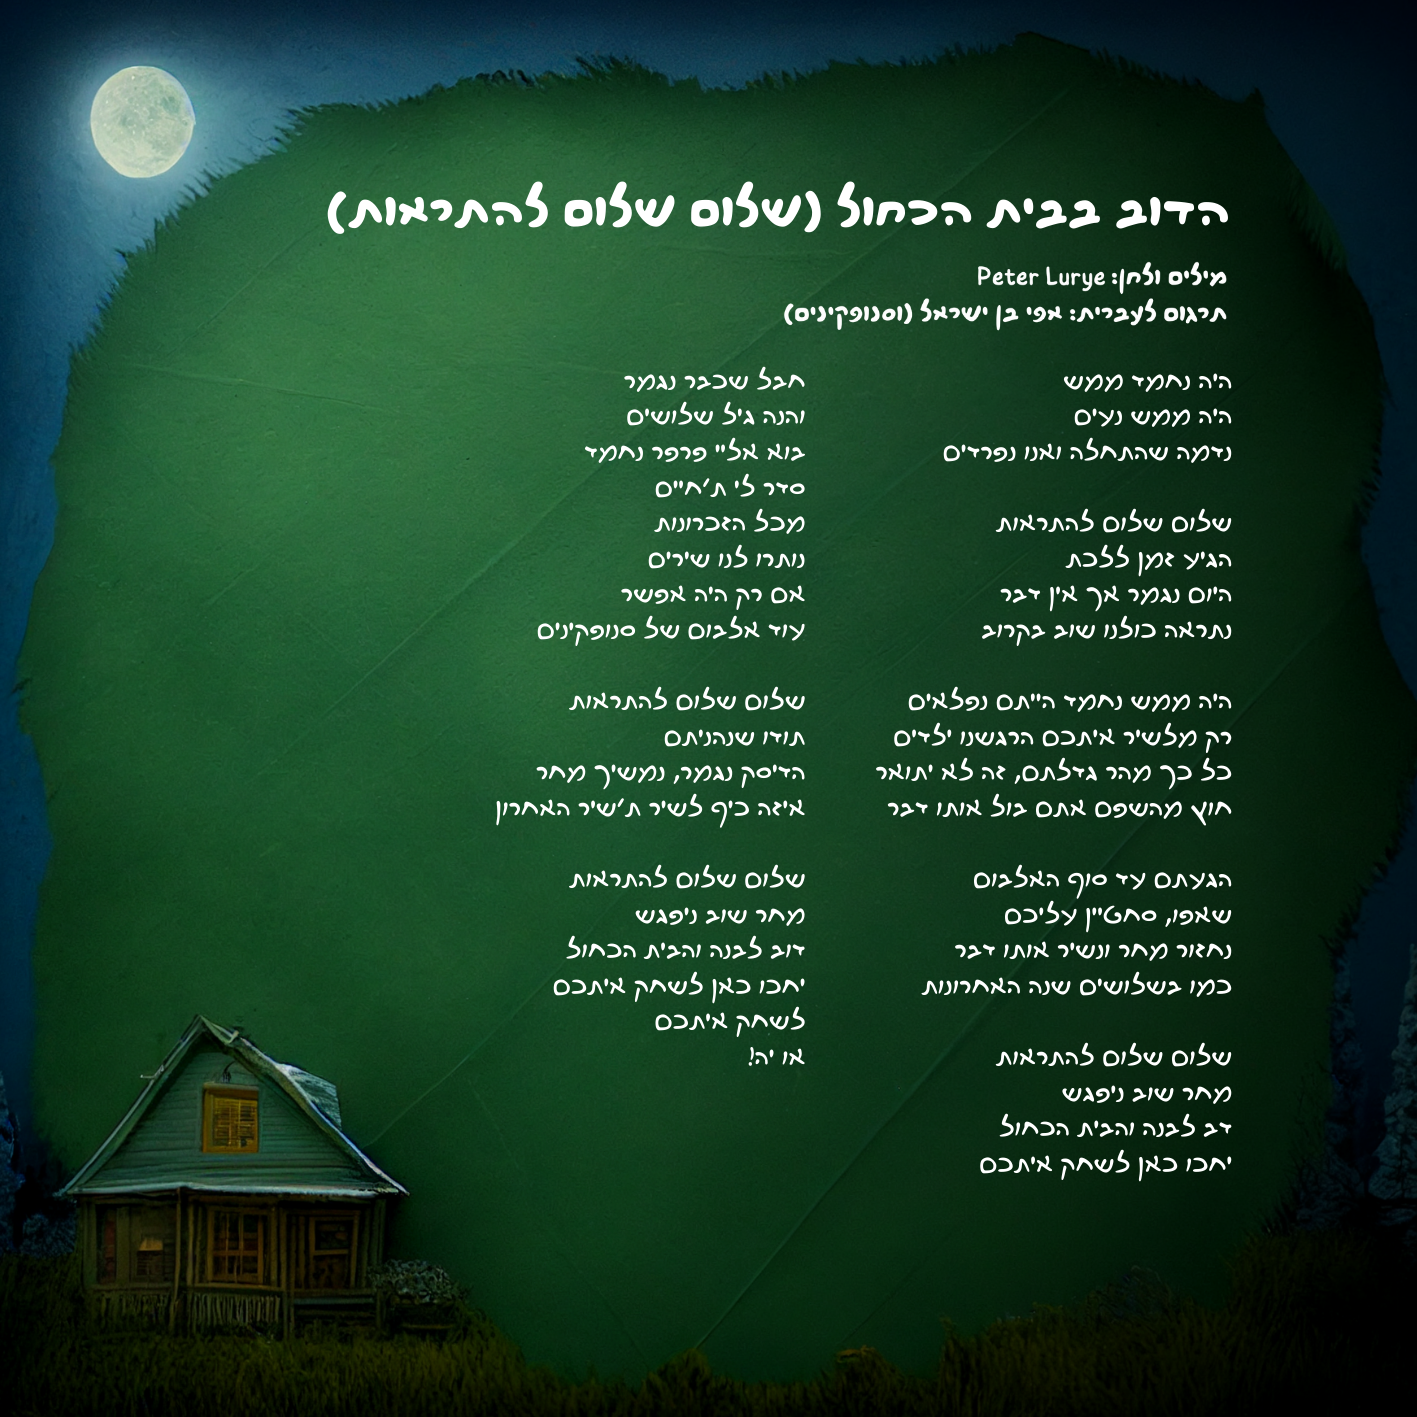 הדוב בבית הכחול (שלום שלום להתראות)
מילים ולחן: Peter Lurye
תרגום לעברית: אפי בן ישראל (וסנופקינים)
היה נחמד ממש
היה ממש נעים
נדמה שהתחלה ואנו נפרדים
שלום שלום להתראות
הגיע זמן ללכת
היום נגמר אך אין דבר
נתראה כולנו שוב בקרוב
היה ממש נחמד הייתם נפלאים
רק מלשיר איתכם הרגשנו ילדים
כל כך מהר גדלתם, זה לא יתואר
חוץ מהשפם אתם בול אותו דבר
הגעתם עד סוף האלבום
שאפו, סחטיין עליכם
נחזור מחר ונשיר אותו דבר
כמו בשלושים שנה האחרונות
שלום שלום להתראות
מחר שוב ניפגש
דב לבנה והבית הכחול
יחכו כאן לשחק איתכם
חבל שכבר נגמר
והנה גיל שלושים
בוא אליי פרפר נחמד
סדר לי ת'חיים
מכל הזכרונות
נותרו לנו שירים
אם רק היה אפשר
עוד אלבום של סנופקינים
שלום שלום להתראות
תודו שנהניתם
הדיסק נגמר, נמשיך מחר
איזה כיף לשיר ת'שיר האחרון
שלום שלום להתראות
מחר שוב ניפגש
דוב לבנה והבית הכחול
יחכו כאן לשחק איתכם
לשחק איתכם
או יה!